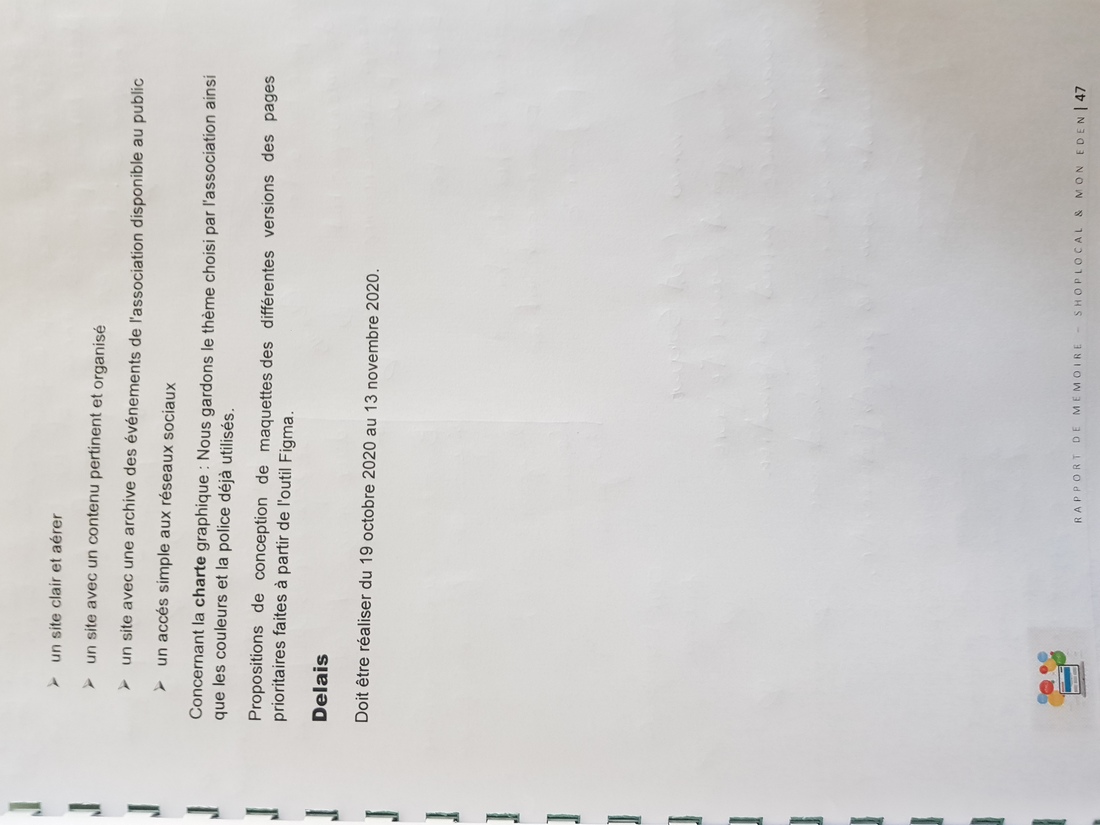 ➢ un site clair et aérer
➢ un site avec un contenu pertinent et organisé
➢ un site avec une archive des événements de l'association disponible au public
➢ un accés simple aux réseaux sociaux
Concernant la charte graphique : Nous gardons le thème choisi par l'association ainsi
que les couleurs et la police déjà utilisés.
Propositions de conception de maquettes des différentes versions des pages
prioritaires faites à partir de l'outil Figma.
Delais
Doit être réaliser du 19 octobre 2020 au 13 novembre 2020.
RAPPORT DE MEMOIRE – SHOPLOCAL & MON EDEN | 47